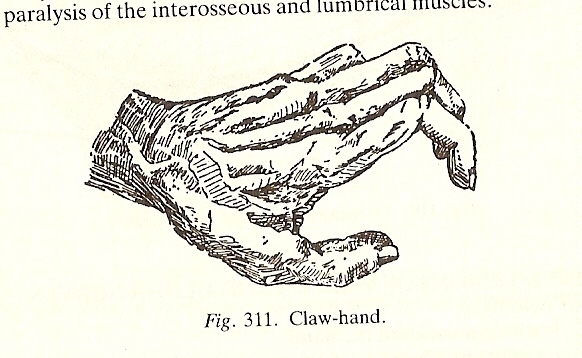 paralysis of the interosseous and lumbrical muscles.
Fig. 311. Claw-hand.